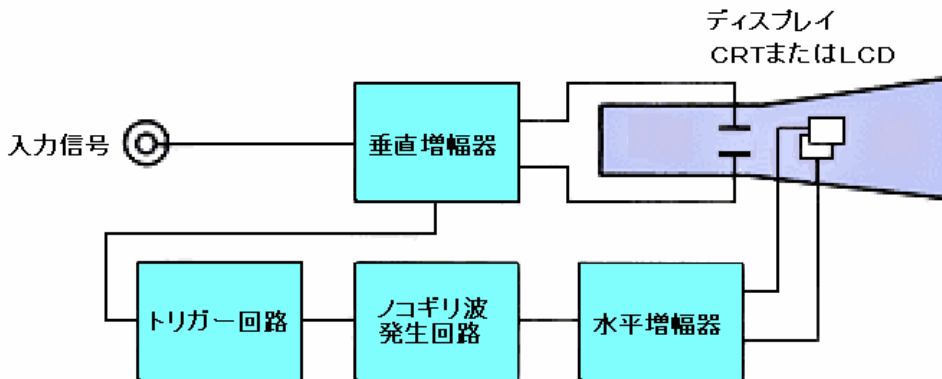 ディスプレイ
CRTまたはLCD
入力信号
垂直増幅器
トリガー回路
ノコギリ波
発生回路
水平増幅器